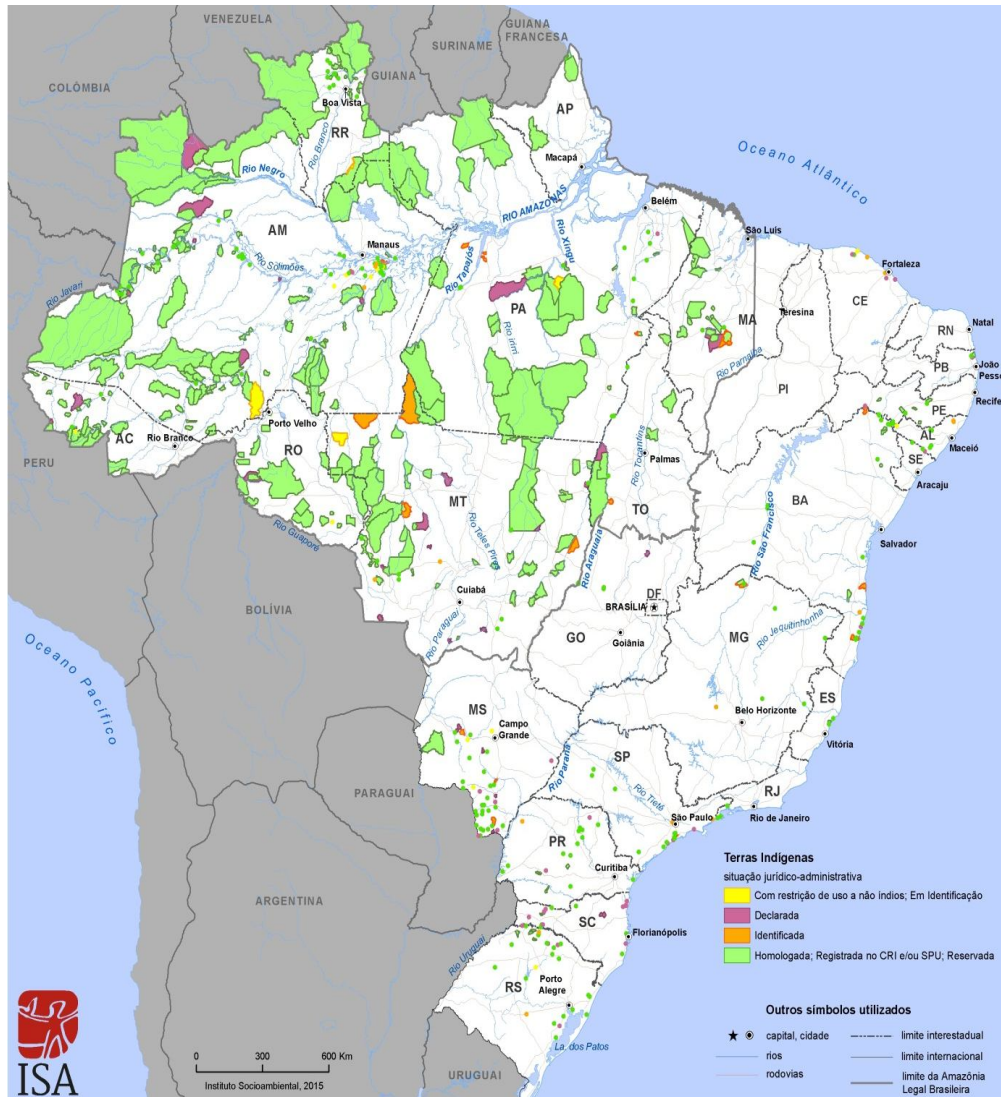 VENEZUELA
GUIANA
FRANCESA
SURINAME
GUIANA
COLÔMBIA
Boa Vista
RR
Rio Branco
AP
Macapá
Oceano Atlântico
Rio Negro
RIO AMAZONAS
Belém
São Luís
AM
Manaus
Rio Solimões
Rio Tapajós
Rio Xingu
Fortaleza
Rio Javari
PA
Rio Iriri
MA
Teresina
CE
RN
Natal
Rio Parnaíba
PB
João
Pesso
PI
PE
Recife
Porto Velho
AC
Rio Branco
AL
Maceió
SE
Aracaju
PERU
RO
Palmas
Rio Tocantins
TO
BA
MT
Rio Teles Pires
Rio Araguaia
Rio São Francisco
Salvador
Rio Guaporé
Cuiabá
BRASÍLIA
DF
BOLÍVIA
Rio Paraguai
GO
Goiânia
MG
Rio Jequitinhonha
Oceano Pacífico
MS
Campo
Grande
Belo Horizonte
ES
Vitória
SP
Rio Paraná
Rio Tietê
RJ
PARAGUAI
São Paulo
Rio de Janeiro
PR
Curitiba
ARGENTINA
SC
Florianópolis
Rio Uruguai
RS
Porto
Alegre
La. dos Patos
URUGUAI
Terras Indígenas
situação jurídico-administrativa
Com restrição de uso a não índios; Em Identificação
Declarada
Identificada
Homologada; Registrada no CRI e/ou SPU; Reservada
Outros símbolos utilizados
capital, cidade
limite interestadual
rios
limite internacional
rodovias
limite da Amazônia
Legal Brasileira
ISA
0 300 600 Km
Instituto Socioambiental, 2015